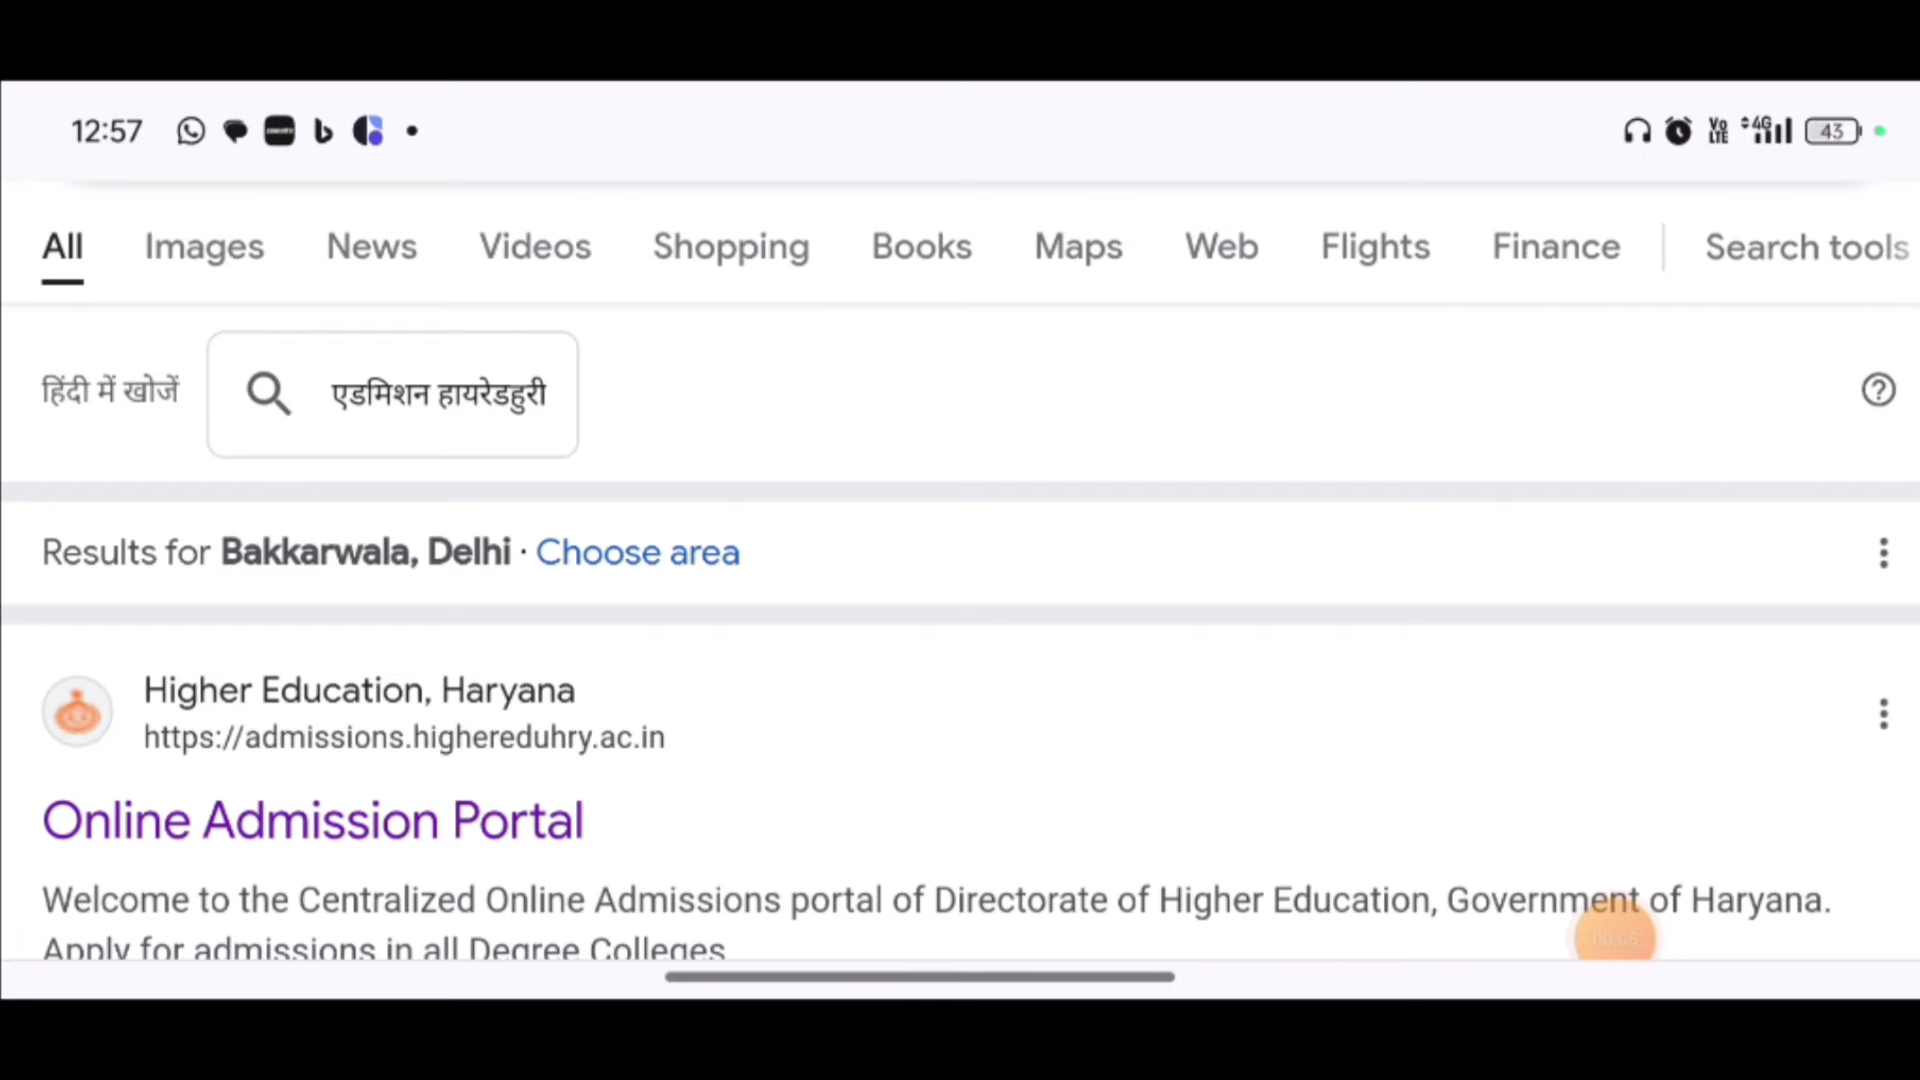 12:57
Vo LTE 4G 43
All Images News Videos Shopping Books Maps Web Flights Finance Search tools
हिंदी में खोजें एडमिशन हायरेडहुरी
Results for Bakkarwala, Delhi · Choose area
Higher Education, Haryana
https://admissions.highereduhry.ac.in
Online Admission Portal
Welcome to the Centralized Online Admissions portal of Directorate of Higher Education, Government of Haryana.
Apply for admissions in all Degree Colleges